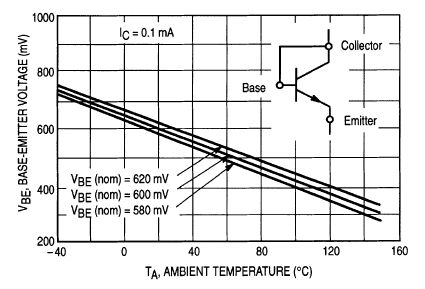 V_BE, BASE-EMITTER VOLTAGE (mV)
1000
800
600
400
200
I_C = 0.1 mA
Collector
Base
Emitter
V_BE (nom) = 620 mV
V_BE (nom) = 600 mV
V_BE (nom) = 580 mV
-40 0 40 80 120 160
T_A, AMBIENT TEMPERATURE (°C)